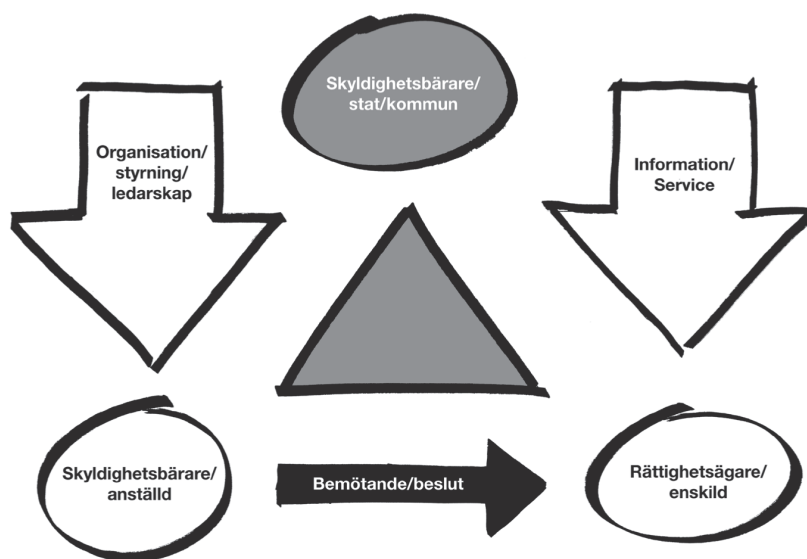 Skyldighetsbärare/
stat/kommun
Organisation/
styrning/
ledarskap
Information/
Service
Skyldighetsbärare/
anställd
Bemötande/beslut
Rättighetsägare/
enskild